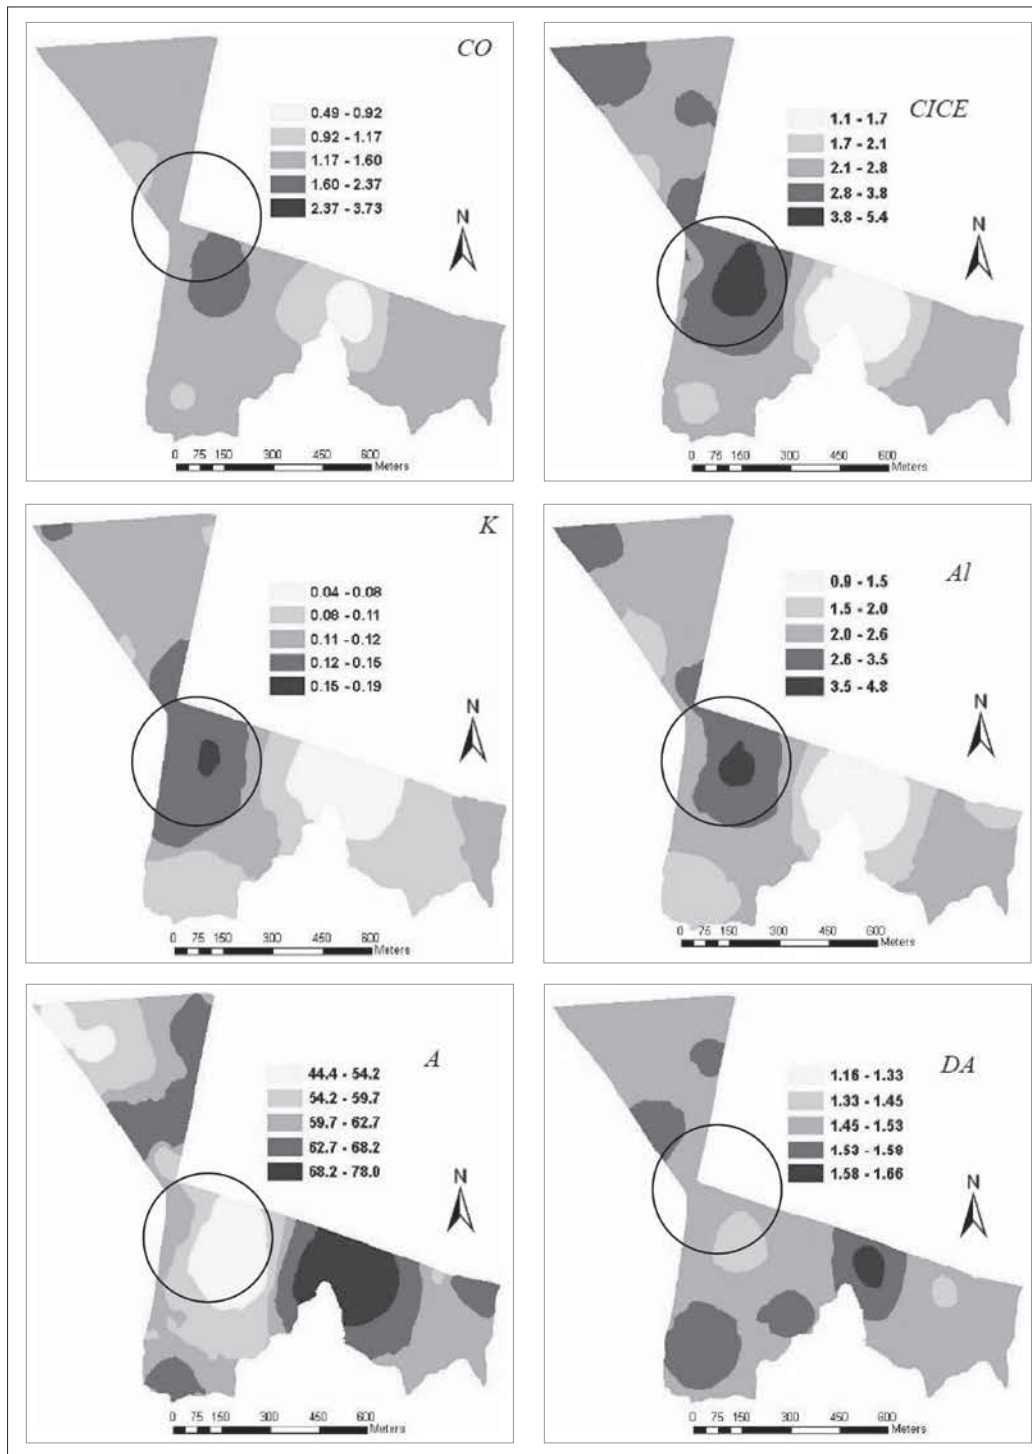 CO
0.49 - 0.92
0.92 - 1.17
1.17 - 1.60
1.60 - 2.37
2.37 - 3.73
N
0 75 150 300 450 600
Meters
CICE
1.1 - 1.7
1.7 - 2.1
2.1 - 2.8
2.8 - 3.8
3.8 - 5.4
N
0 75 150 300 450 600
Meters
K
0.04 - 0.08
0.08 - 0.11
0.11 - 0.12
0.12 - 0.15
0.15 - 0.19
N
0 75 150 300 450 600
Meters
Al
0.9 - 1.5
1.5 - 2.0
2.0 - 2.6
2.6 - 3.5
3.5 - 4.8
N
0 75 150 300 450 600
Meters
A
44.4 - 54.2
54.2 - 59.7
59.7 - 62.7
62.7 - 68.2
68.2 - 78.0
N
0 75 150 300 450 600
Meters
DA
1.16 - 1.33
1.33 - 1.45
1.45 - 1.53
1.53 - 1.58
1.58 - 1.66
N
0 75 150 300 450 600
Meters